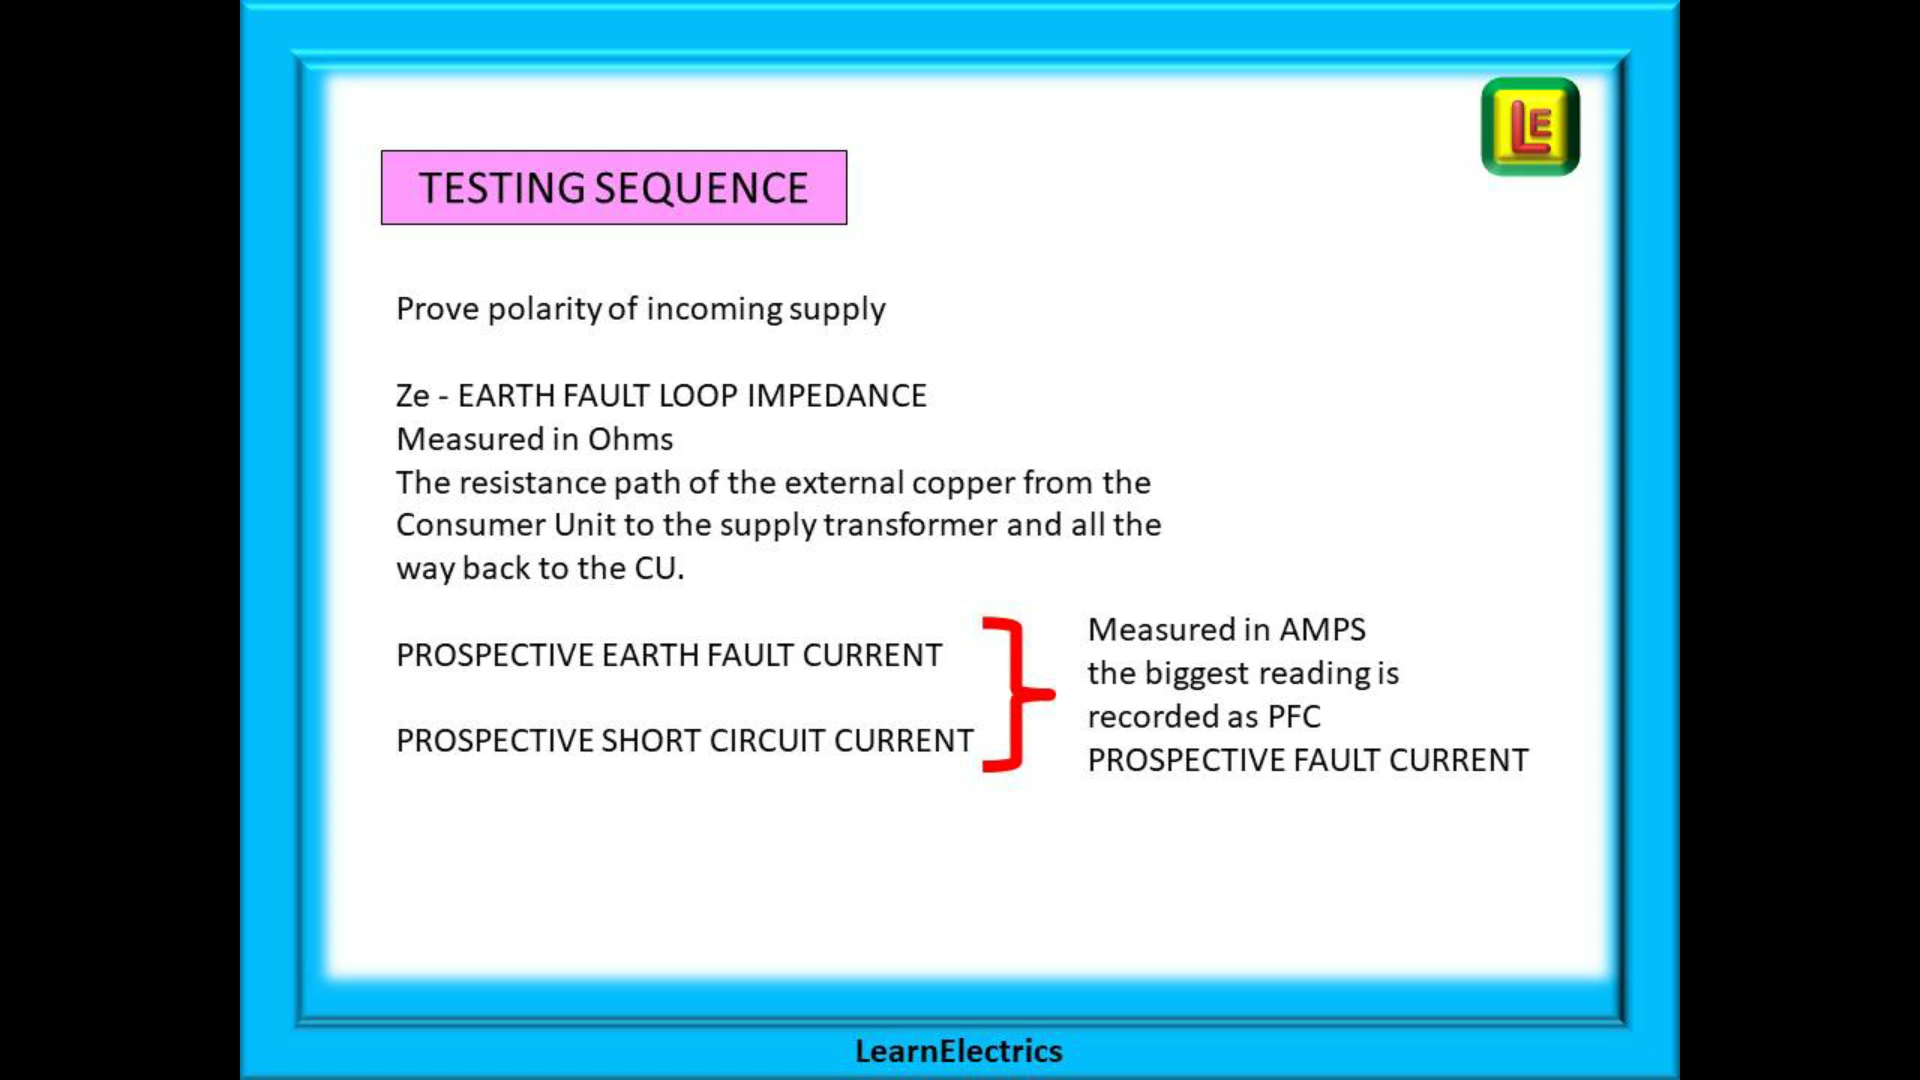 LE
TESTING SEQUENCE
Prove polarity of incoming supply
Ze - EARTH FAULT LOOP IMPEDANCE
Measured in Ohms
The resistance path of the external copper from the
Consumer Unit to the supply transformer and all the
way back to the CU.
PROSPECTIVE EARTH FAULT CURRENT
PROSPECTIVE SHORT CIRCUIT CURRENT
Measured in AMPS
the biggest reading is
recorded as PFC
PROSPECTIVE FAULT CURRENT
LearnElectrics